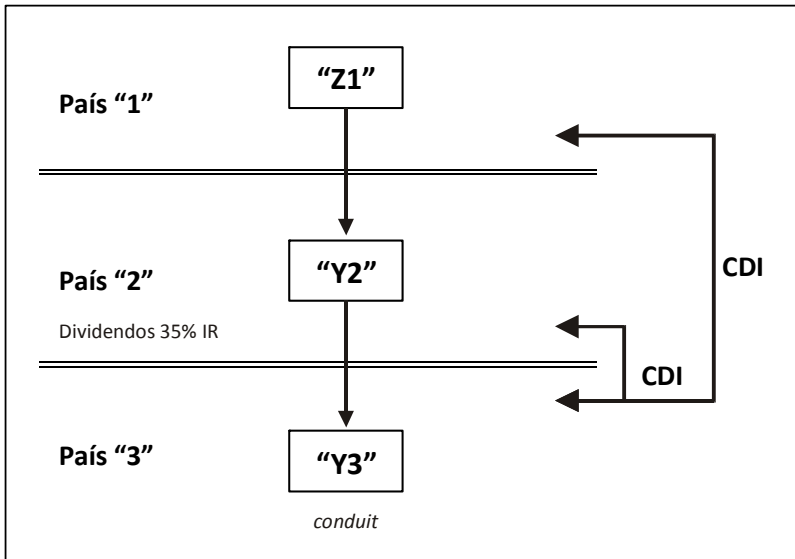 “Z1”
País “1”
“Y2”
País “2”
CDI
Dividendos 35% IR
CDI
País “3”
“Y3”
conduit